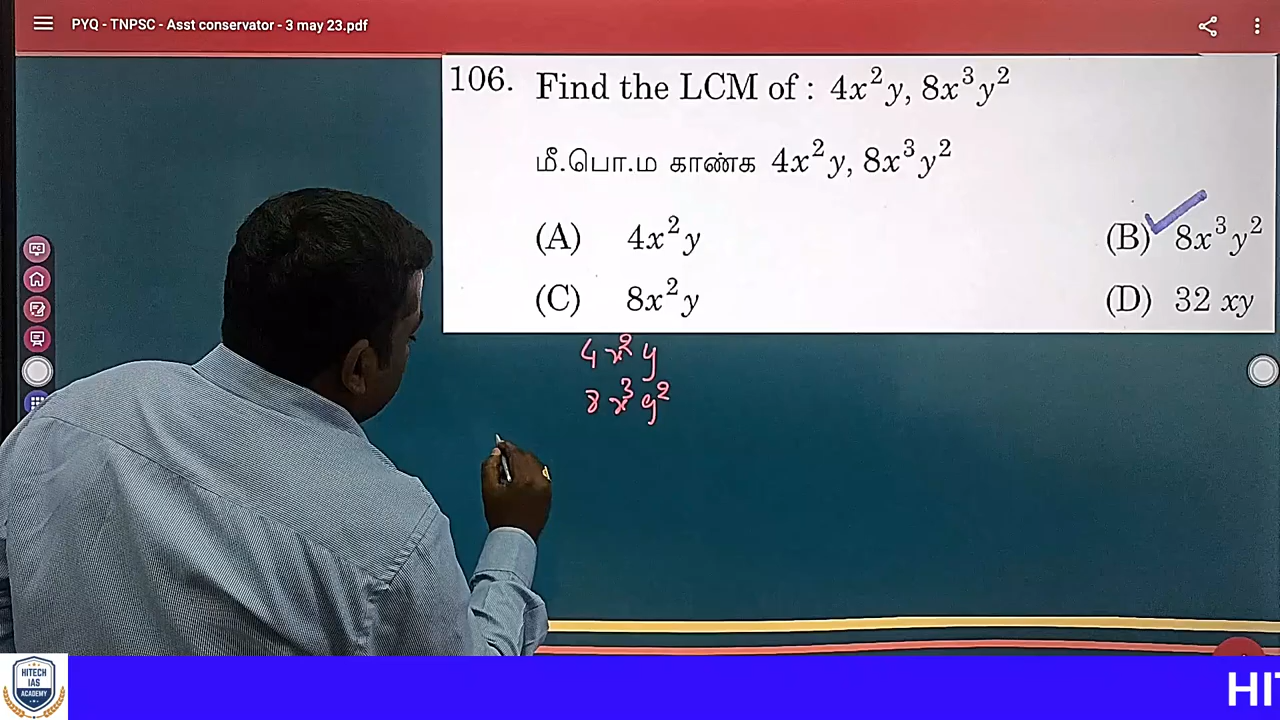 PYQ - TNPSC - Asst conservator - 3 may 23.pdf
106. Find the LCM of : 4x²y, 8x³y²
மீ.பொ.ம காண்க 4x²y, 8x³y²
(A) 4x²y
(B) 8x³y²
(C) 8x²y
(D) 32 xy
4x²y
8x³y²
PC
HITECH
IAS
ACADEMY
HIT